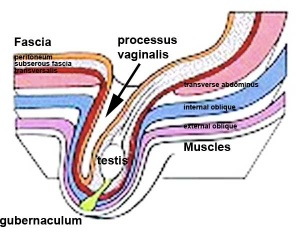 Fascia
peritoneum
subserous fascia
transversalis
processus
vaginalis
transverse abdominus
internal oblique
external oblique
Muscles
testis
gubernaculum